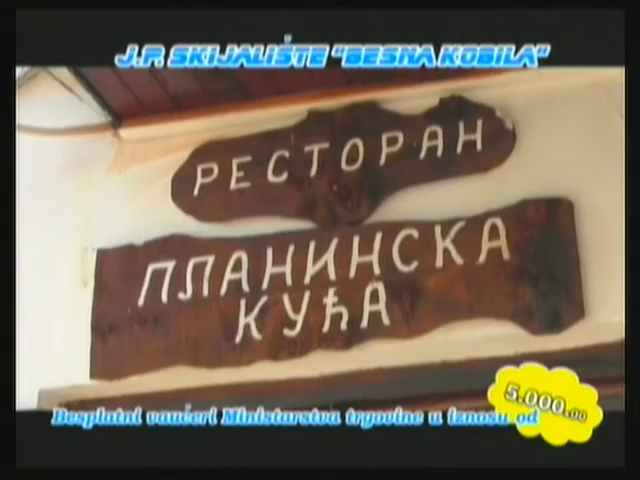 J.P. SKIJALIŠTE "BESNA KOBILA"
РЕСТОРАН
ПЛАНИНСКА
КУЋА
Besplatni vaučeri Ministarstva trgovine u iznosu od
5.000.00